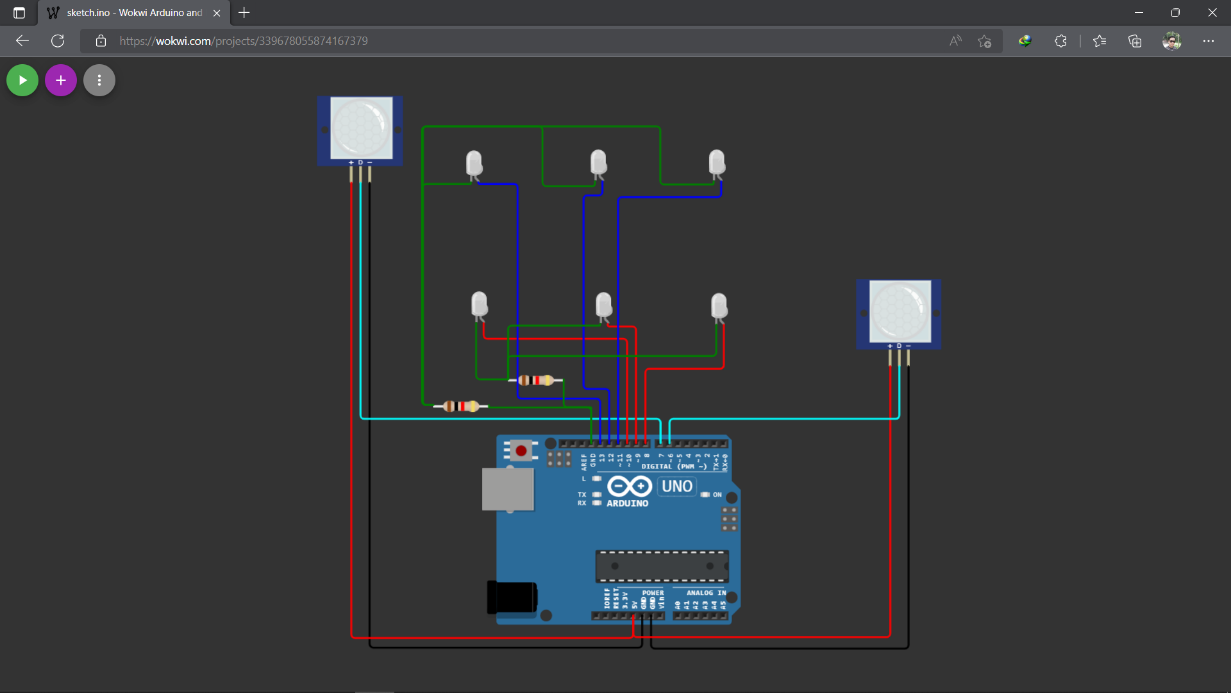 sketch.ino - Wokwi Arduino and
https://wokwi.com/projects/339678055874167379
+ D -
+ D -
AREF
GND
13
12
~11
~10
~9
8
7
~6
~5
4
~3
2
TX→1
RX←0
DIGITAL (PWM ~)
L
TX
RX
ARDUINO
UNO
ON
IOREF
RESET
3.3V
5V
GND
GND
Vin
POWER
ANALOG IN
A0
A1
A2
A3
A4
A5